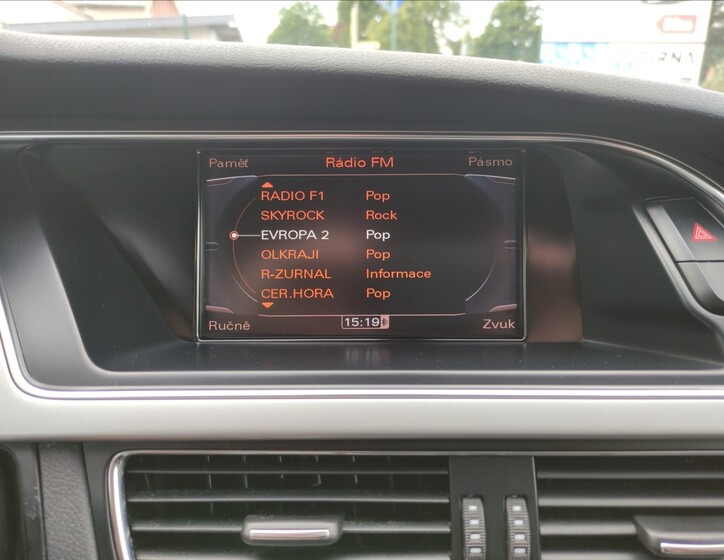 Paměť Rádio FM Pásmo
RADIO F1 Pop
SKYROCK Rock
EVROPA 2 Pop
OLKRAJI Pop
R-ZURNAL Informace
CER.HORA Pop
Ručně 15:19 Zvuk